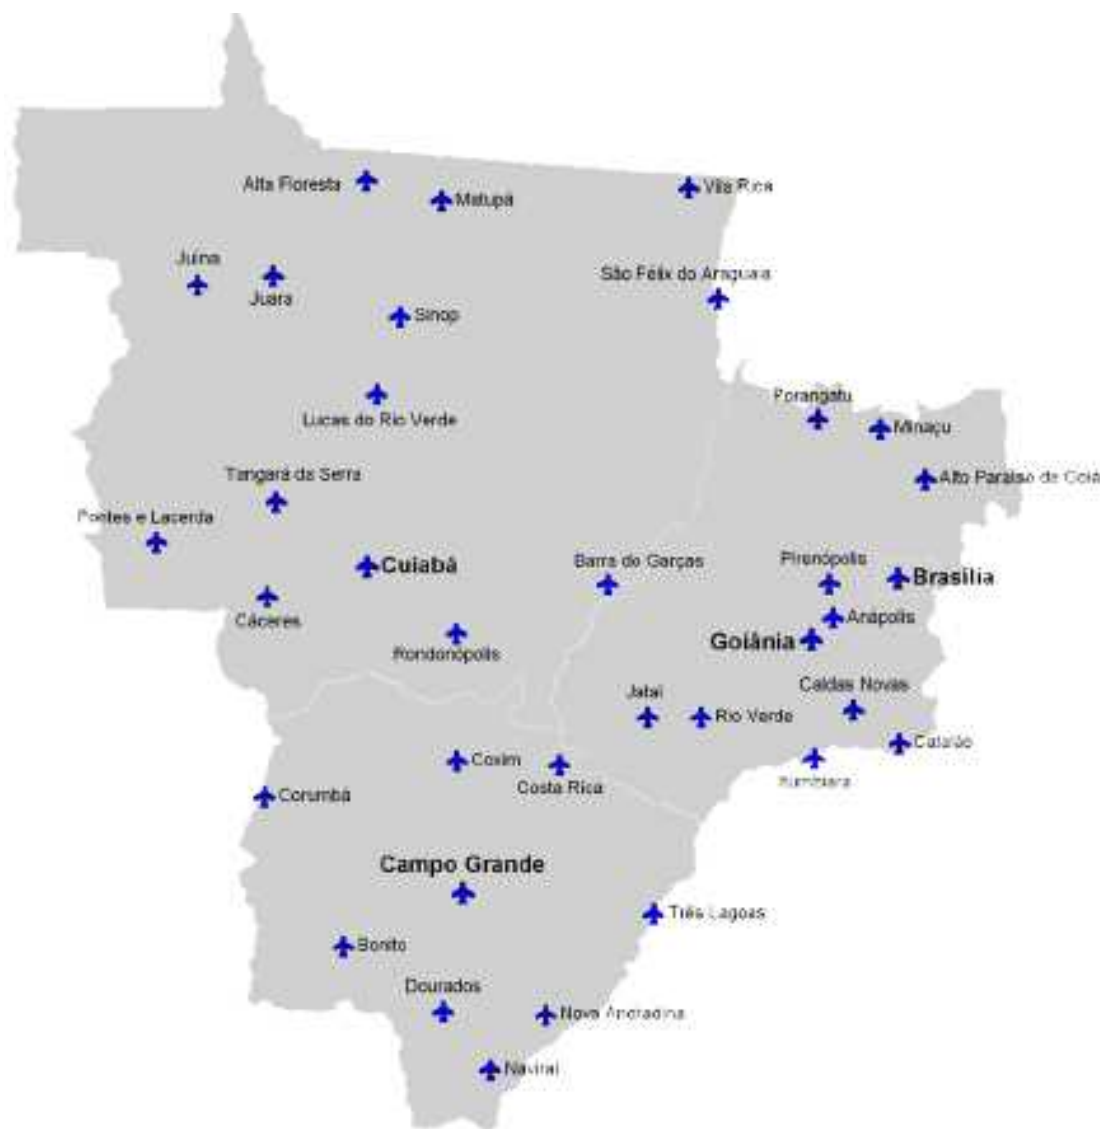 Alta Floresta
Matupá
Vila Rica
Juína
Juara
São Félix do Araguaia
Sinop
Lucas do Rio Verde
Porangatu
Minaçu
Tangará da Serra
Alto Paraíso de Goiá
Pontes e Lacerda
Cuiabá
Barra do Garças
Pirenópolis
Brasília
Cáceres
Anápolis
Rondonópolis
Goiânia
Jataí
Rio Verde
Caldas Novas
Catalão
Coxim
Costa Rica
Itumbiara
Corumbá
Campo Grande
Três Lagoas
Bonito
Dourados
Nova Andradina
Naviraí